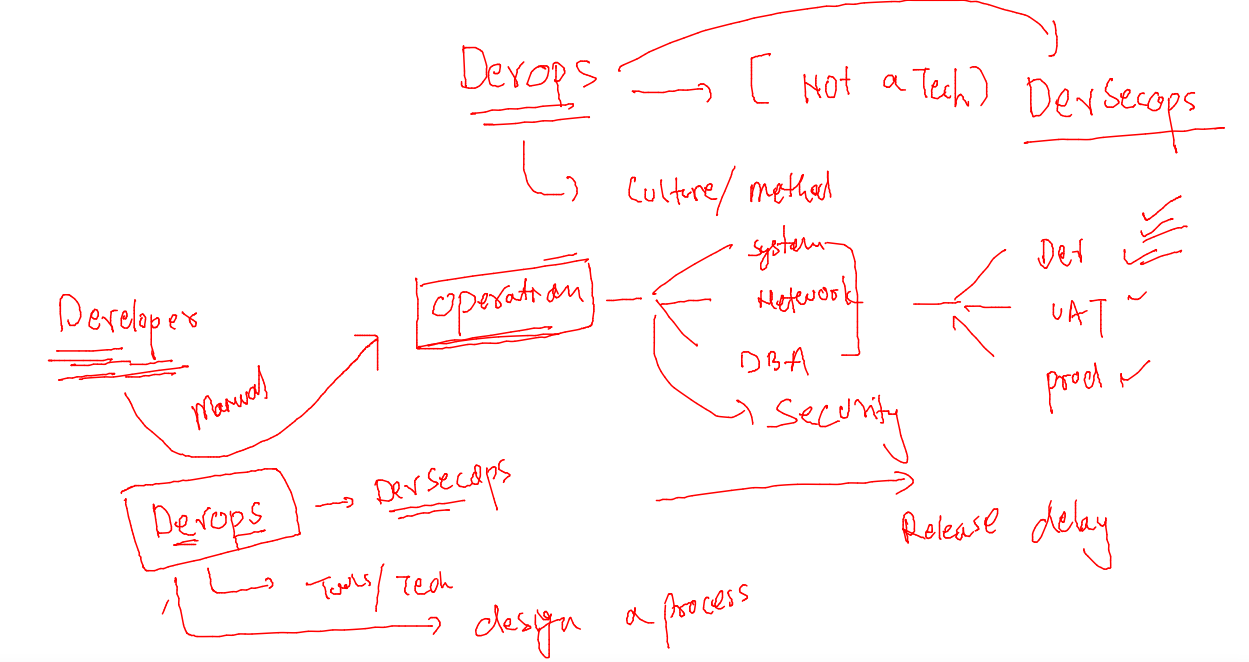 Devops
[ Not a Tech)
DevSecops
Culture/method
system
Network
DBA
Security
Dev
UAT
prod
operation
Developer
Manual
Devops
DevSecops
Tools/Tech
design a process
Release delay